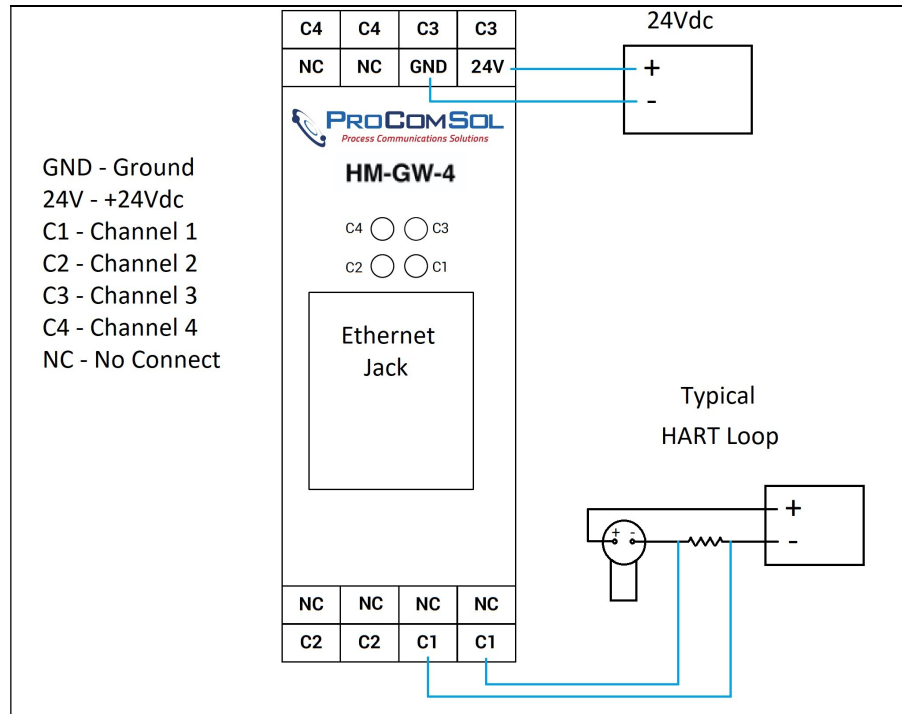 C4 C4 C3 C3
NC NC GND 24V
24Vdc
+
-
PROCOMSOL
Process Communications Solutions
HM-GW-4
GND - Ground
24V - +24Vdc
C1 - Channel 1
C2 - Channel 2
C3 - Channel 3
C4 - Channel 4
NC - No Connect
C4 C3
C2 C1
Ethernet
Jack
Typical
HART Loop
+ -
+
-
NC NC NC NC
C2 C2 C1 C1